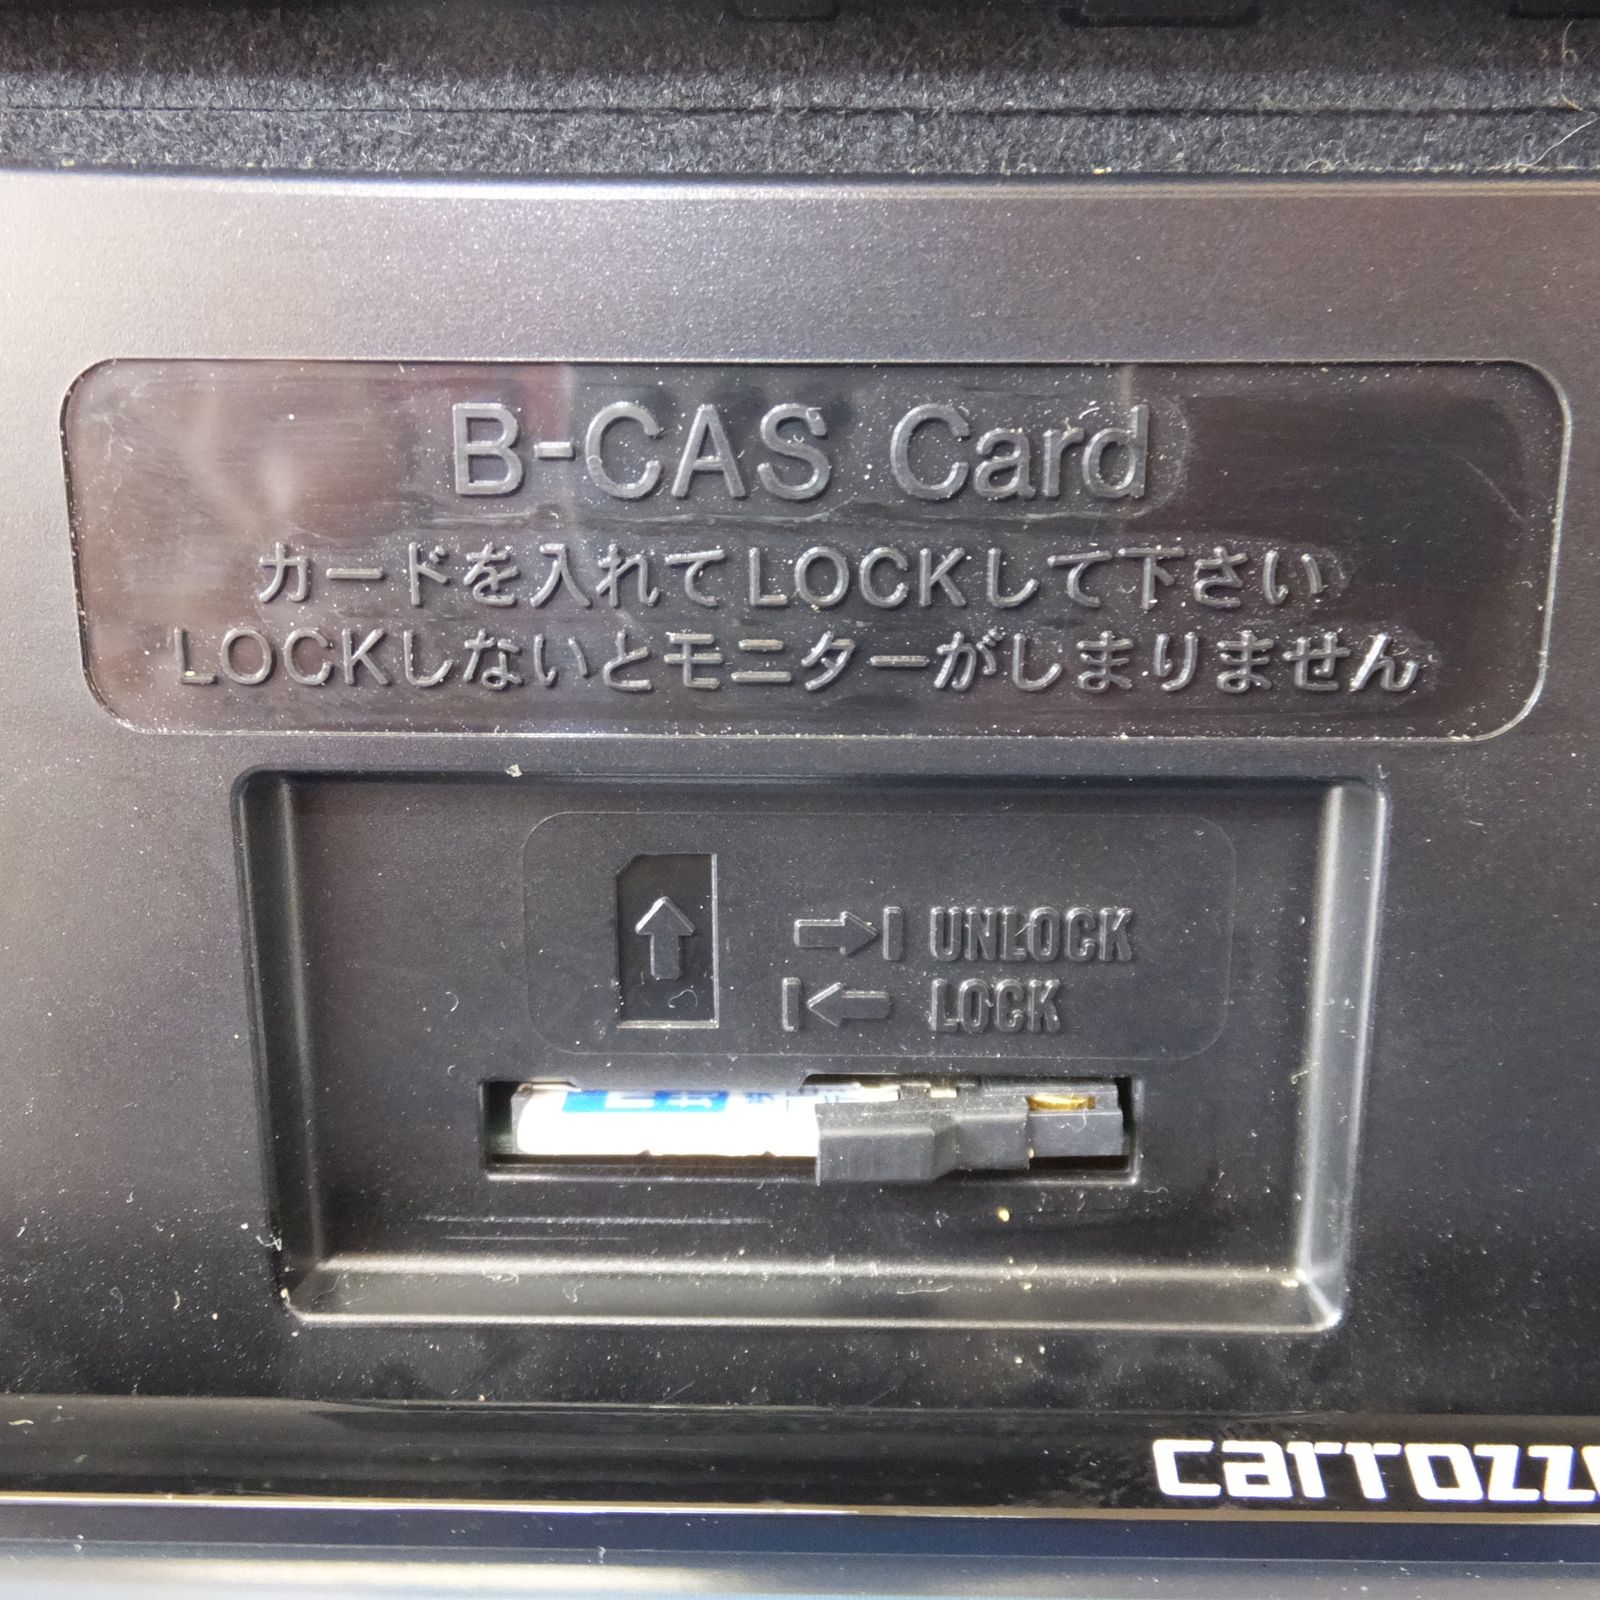 B-CAS Card
カードを入れてLOCKして下さい
LOCKしないとモニターがしまりません
UNLOCK
LOCK
carrozz